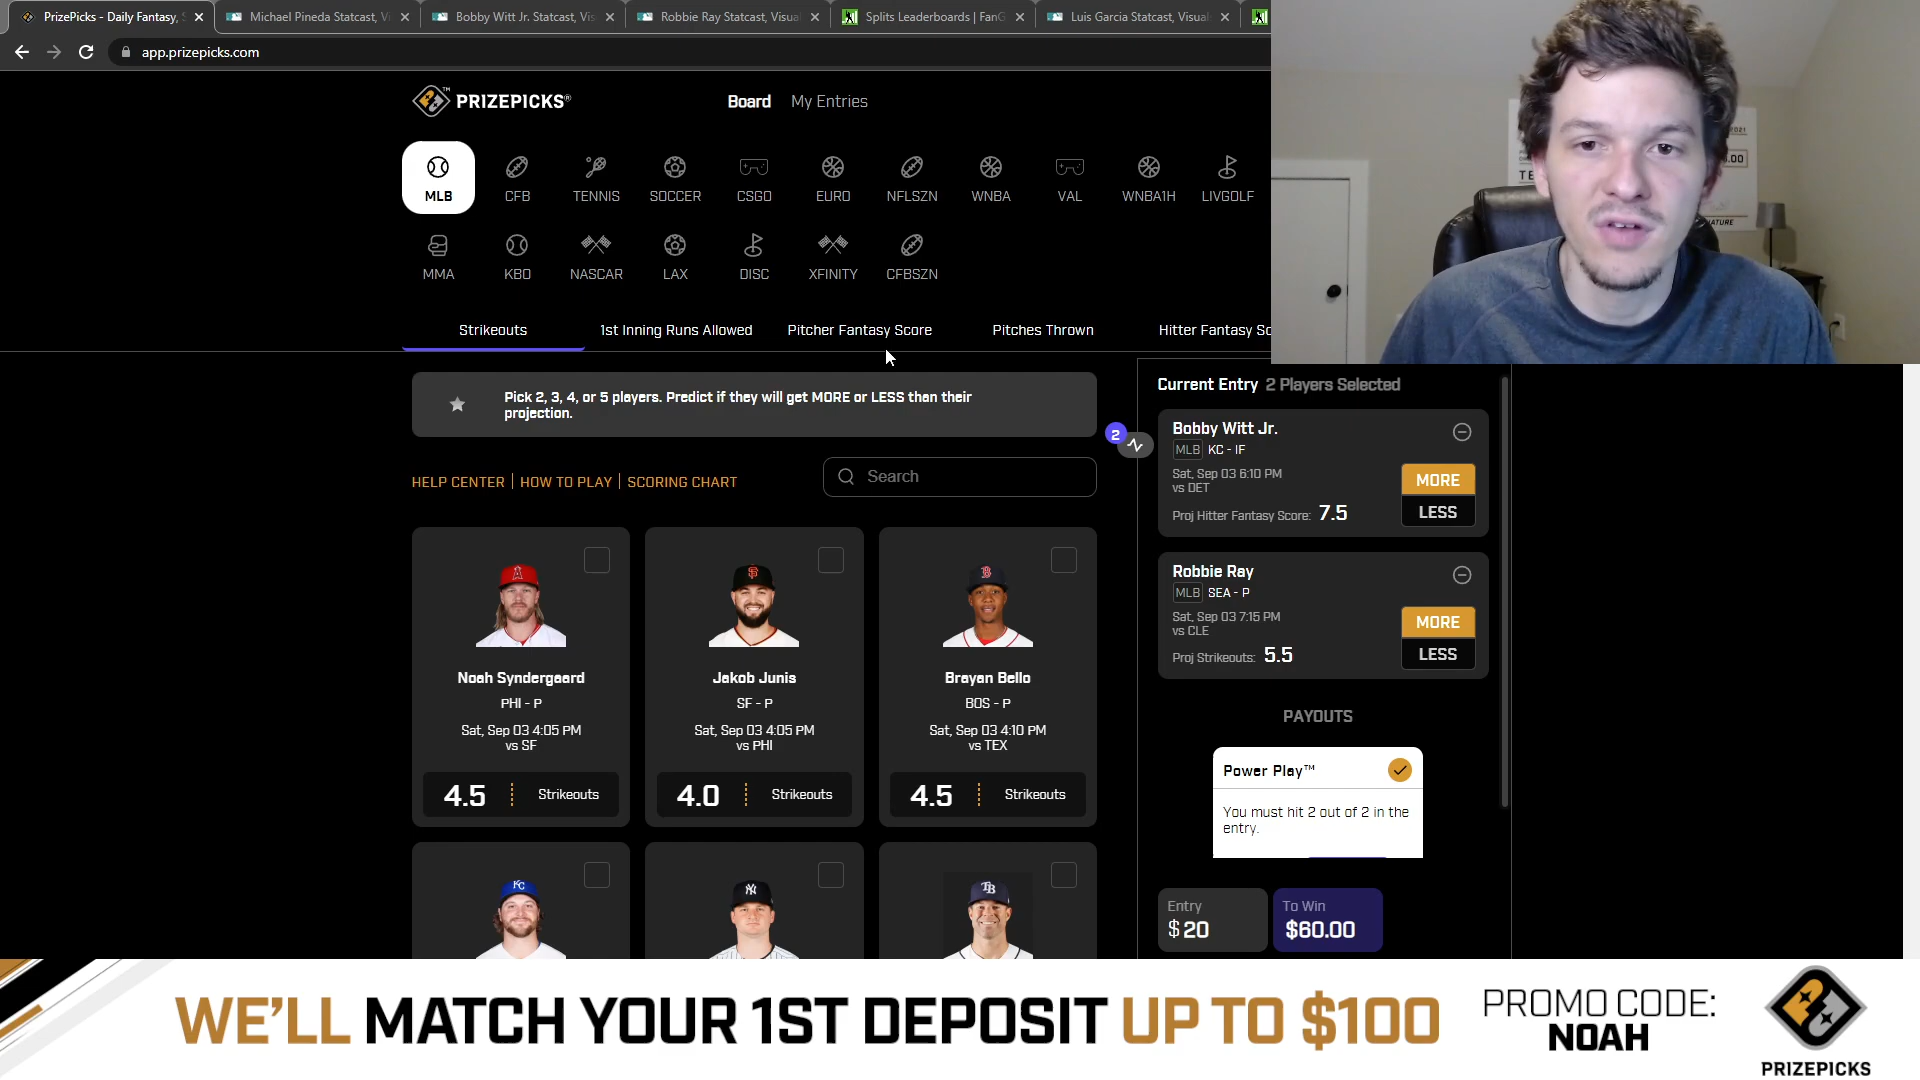 PrizePicks - Daily Fantasy, S
Michael Pineda Statcast, Vi
Bobby Witt Jr. Statcast, Vis
Robbie Ray Statcast, Visual
Splits Leaderboards | FanG
Luis Garcia Statcast, Visual
app.prizepicks.com
PRIZEPICKS®
Board
My Entries
MLB
CFB
TENNIS
SOCCER
CSGO
EURO
NFLSZN
WNBA
VAL
WNBA1H
LIVGOLF
MMA
KBO
NASCAR
LAX
DISC
XFINITY
CFBSZN
Strikeouts
1st Inning Runs Allowed
Pitcher Fantasy Score
Pitches Thrown
Hitter Fantasy Sc
Pick 2, 3, 4, or 5 players. Predict if they will get MORE or LESS than their
projection.
HELP CENTER | HOW TO PLAY | SCORING CHART
Search
Noah Syndergaard
PHI - P
Sat, Sep 03 4:05 PM
vs SF
4.5 Strikeouts
Jakob Junis
SF - P
Sat, Sep 03 4:05 PM
vs PHI
4.0 Strikeouts
Brayan Bello
BOS - P
Sat, Sep 03 4:10 PM
vs TEX
4.5 Strikeouts
2
Current Entry 2 Players Selected
Bobby Witt Jr.
MLB KC - IF
Sat, Sep 03 6:10 PM
vs DET
Proj Hitter Fantasy Score: 7.5
MORE
LESS
Robbie Ray
MLB SEA - P
Sat, Sep 03 7:15 PM
vs CLE
Proj Strikeouts: 5.5
MORE
LESS
PAYOUTS
Power Play™
You must hit 2 out of 2 in the
entry.
Entry
$ 20
To Win
$60.00
WE'LL MATCH YOUR 1ST DEPOSIT UP TO $100
PROMO CODE:
NOAH
PRIZEPICKS